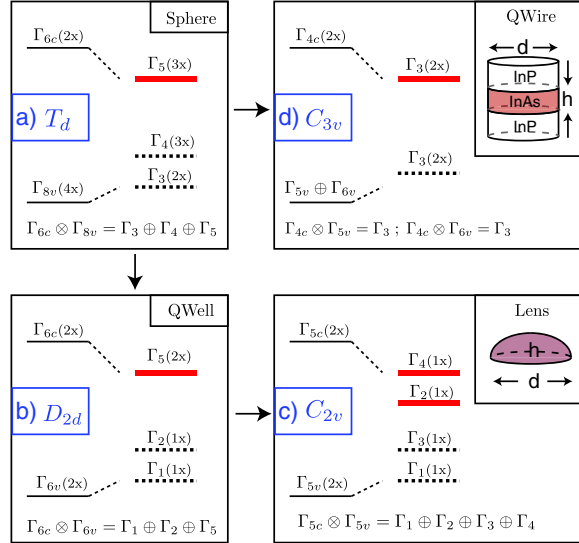 Sphere
Γ6c(2x)
Γ5(3x)
a) Td
Γ4(3x)
Γ3(2x)
Γ8v(4x)
Γ6c ⊗ Γ8v = Γ3 ⊕ Γ4 ⊕ Γ5
QWire
d
InP
InAs
h
InP
Γ4c(2x)
Γ3(2x)
d) C3v
Γ3(2x)
Γ5v ⊕ Γ6v
Γ4c ⊗ Γ5v = Γ3 ; Γ4c ⊗ Γ6v = Γ3
QWell
Γ6c(2x)
Γ5(2x)
b) D2d
Γ2(1x)
Γ1(1x)
Γ6v(2x)
Γ6c ⊗ Γ6v = Γ1 ⊕ Γ2 ⊕ Γ5
Lens
h
d
Γ5c(2x)
Γ4(1x)
Γ2(1x)
c) C2v
Γ3(1x)
Γ1(1x)
Γ5v(2x)
Γ5c ⊗ Γ5v = Γ1 ⊕ Γ2 ⊕ Γ3 ⊕ Γ4